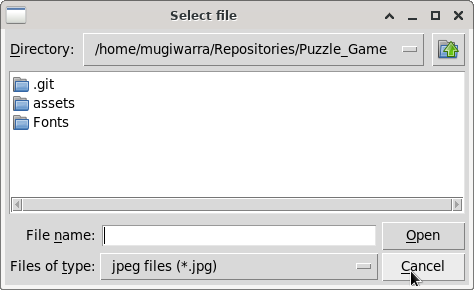 Select file
Directory: /home/mugiwarra/Repositories/Puzzle_Game
.git
assets
Fonts
File name: Open
Files of type: jpeg files (*.jpg) Cancel